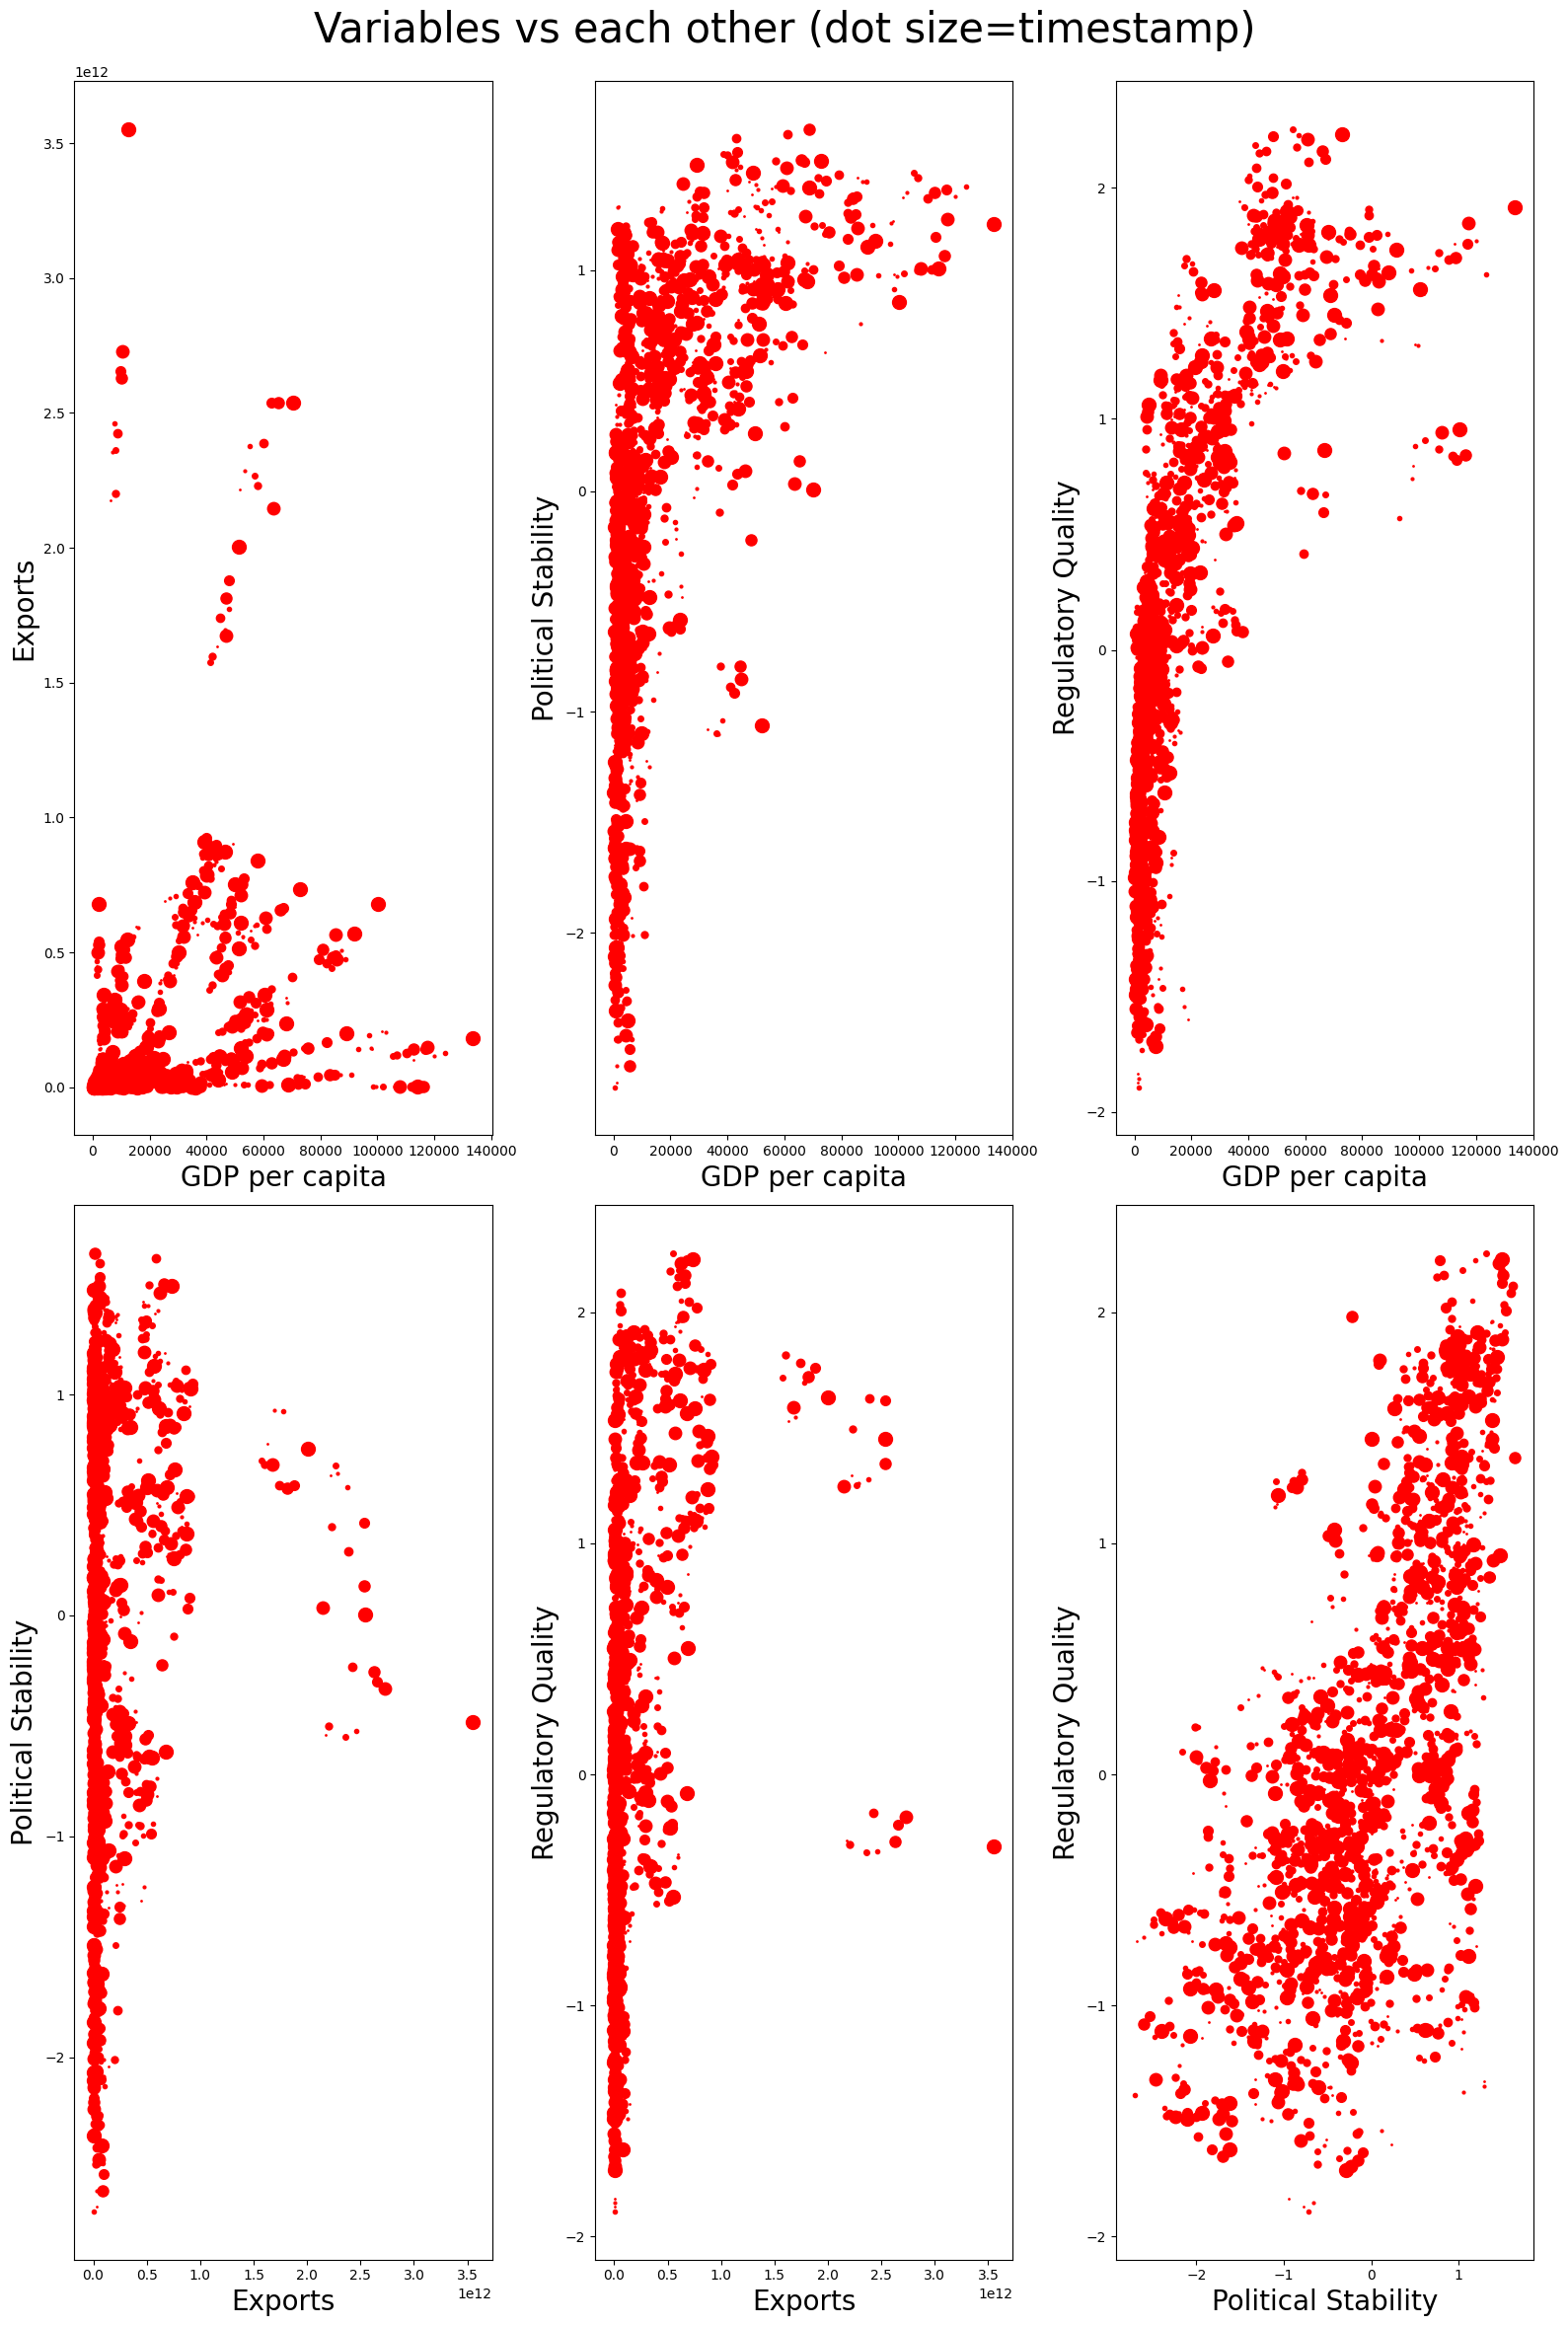 Variables vs each other (dot size=timestamp)
1e12
3.5
3.0
2.5
2.0
1.5
1.0
0.5
0.0
Exports
0 20000 40000 60000 80000 100000 120000 140000
GDP per capita
1
0
−1
−2
Political Stability
0 20000 40000 60000 80000 100000 120000 140000
GDP per capita
2
1
0
−1
−2
Regulatory Quality
0 20000 40000 60000 80000 100000 120000 140000
GDP per capita
1
0
−1
−2
Political Stability
0.0 0.5 1.0 1.5 2.0 2.5 3.0 3.5
1e12
Exports
2
1
0
−1
−2
Regulatory Quality
0.0 0.5 1.0 1.5 2.0 2.5 3.0 3.5
1e12
Exports
2
1
0
−1
−2
Regulatory Quality
−2 −1 0 1
Political Stability